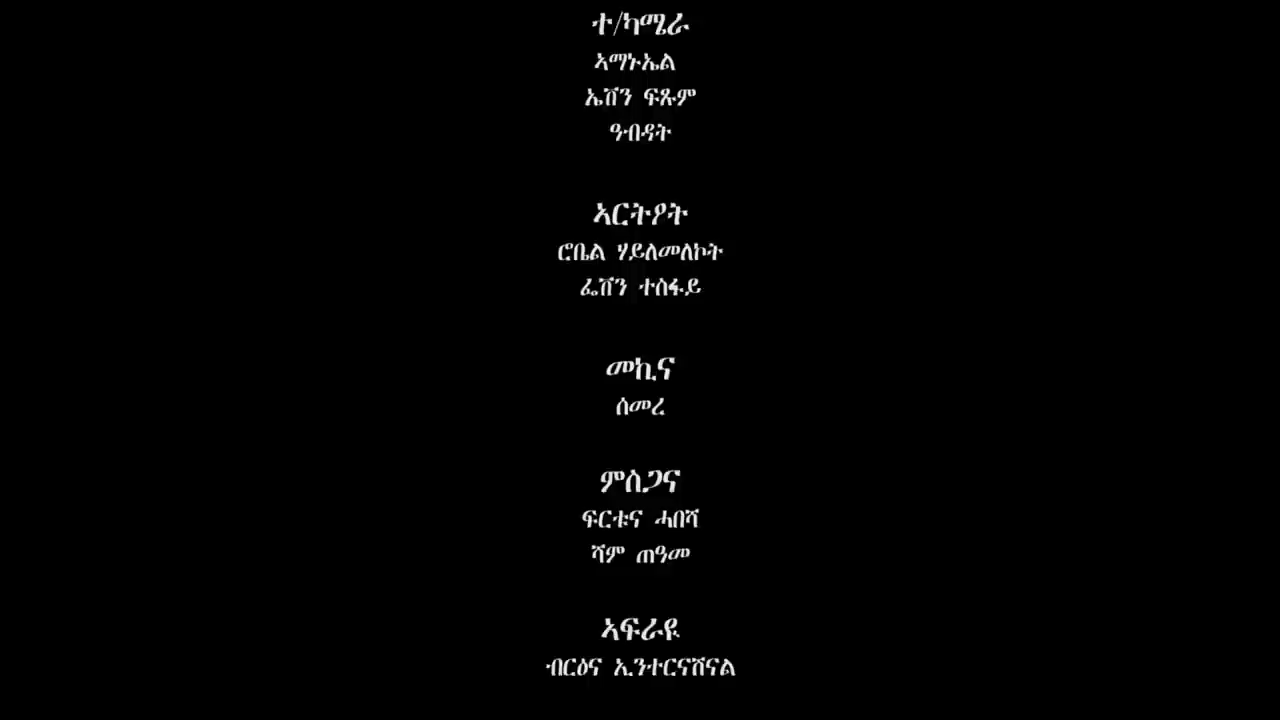 ተ/ካሜራ
ኣማኑኤል
ኤሽን ፍጹም
ዓብዳት
ኣርትዖት
ሮቤል ሃይለመለኮት
ፌሽን ተስፋይ
መኪና
ሰመረ
ምስጋና
ፍርቱና ሓበሻ
ሻም ጠዓመ
ኣፍራዪ
ብርዕና ኢንተርናሽናል